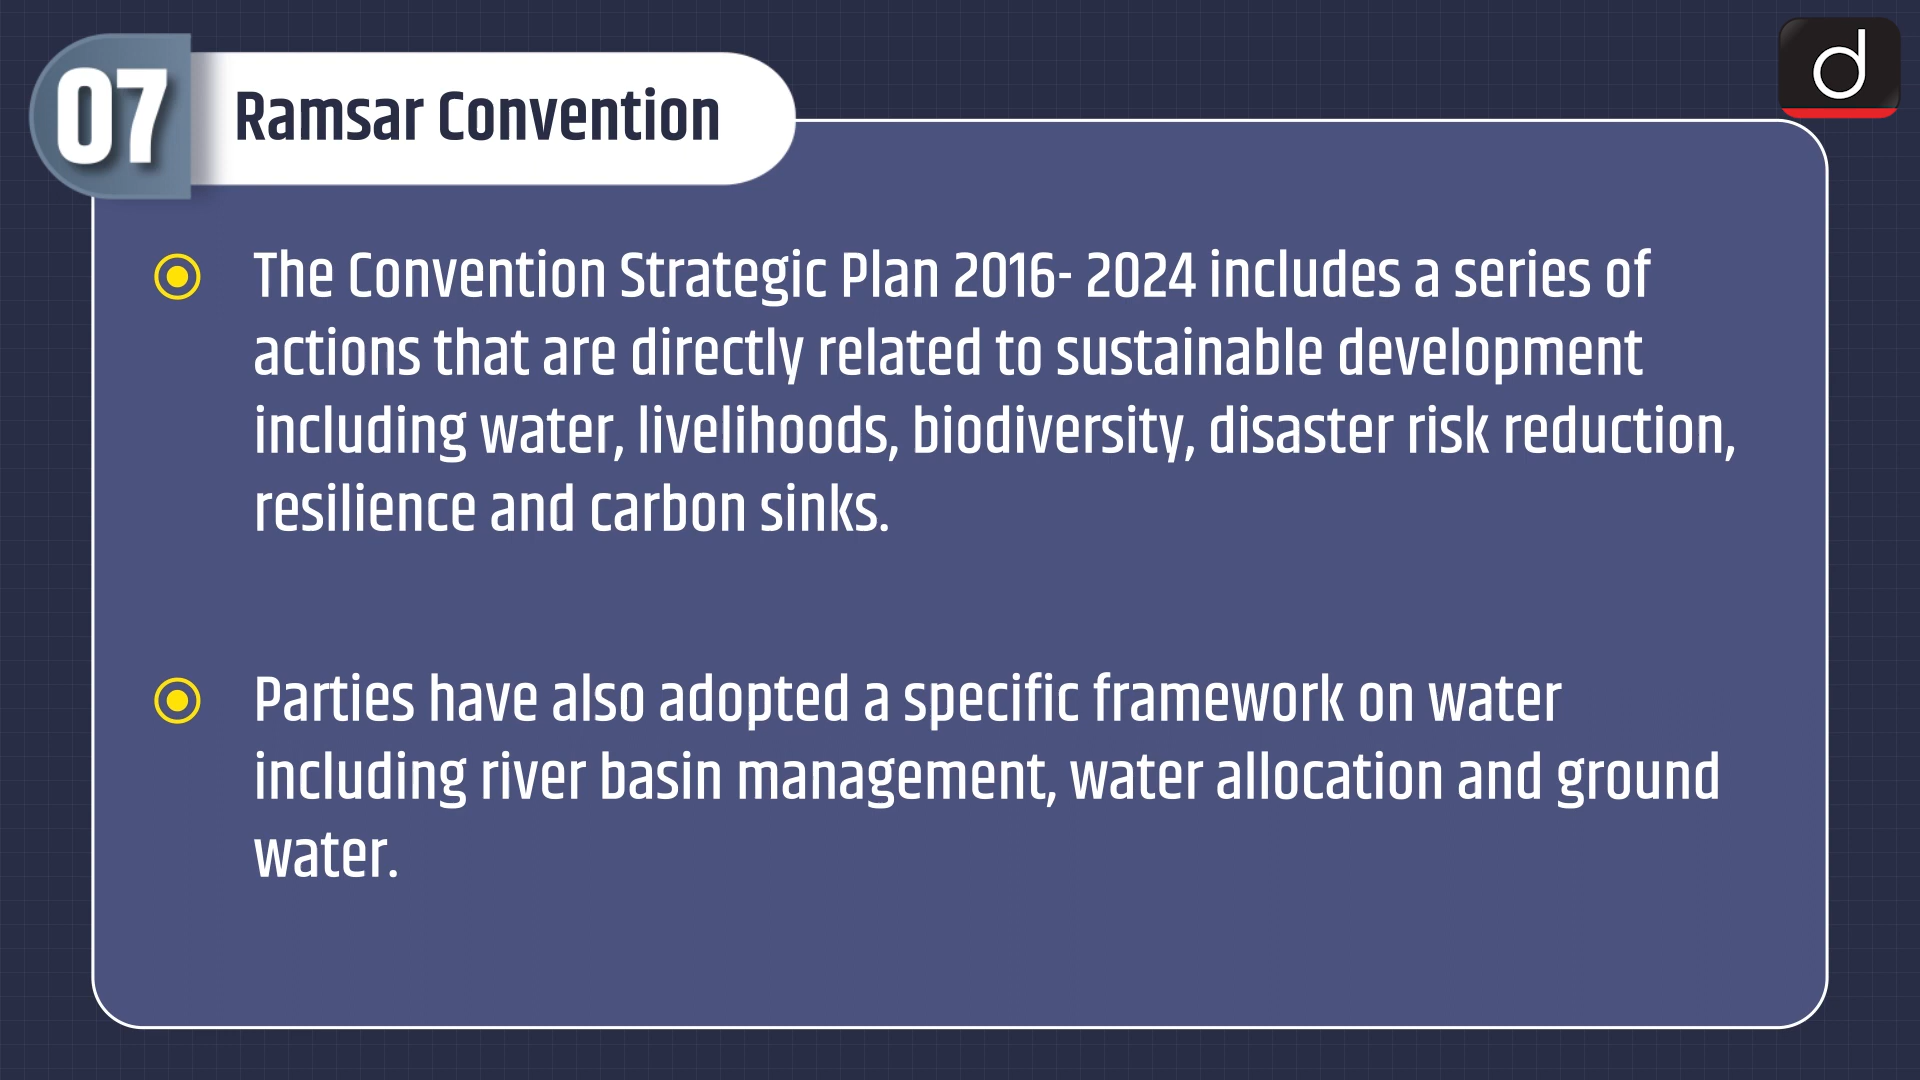 07
Ramsar Convention
d
The Convention Strategic Plan 2016- 2024 includes a series of
actions that are directly related to sustainable development
including water, livelihoods, biodiversity, disaster risk reduction,
resilience and carbon sinks.
Parties have also adopted a specific framework on water
including river basin management, water allocation and ground
water.